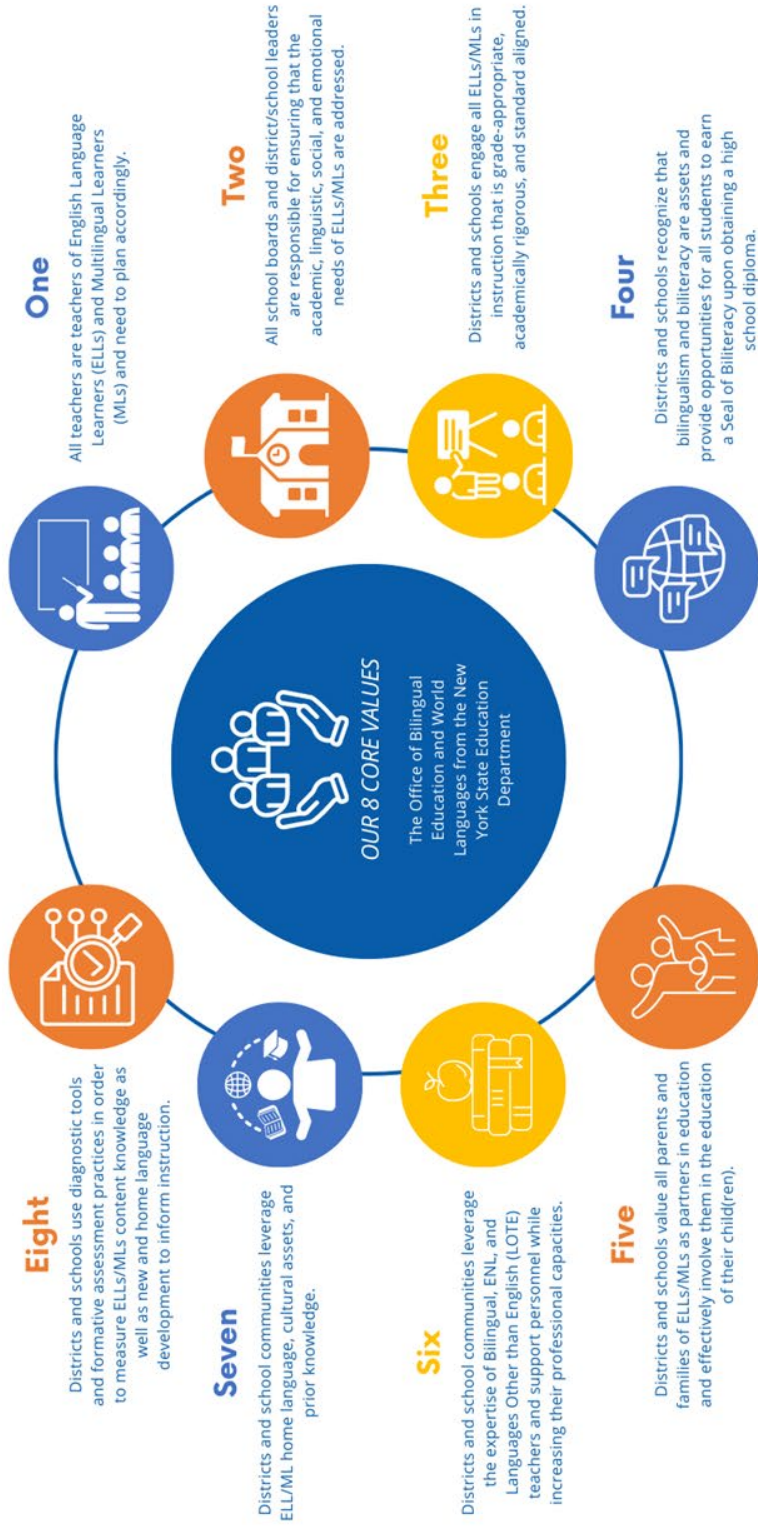 OUR 8 CORE VALUES
The Office of Bilingual
Education and World
Languages from the New
York State Education
Department
One
All teachers are teachers of English Language
Learners (ELLs) and Multilingual Learners
(MLs) and need to plan accordingly.
Two
All school boards and district/school leaders
are responsible for ensuring that the
academic, linguistic, social, and emotional
needs of ELLs/MLs are addressed.
Three
Districts and schools engage all ELLs/MLs in
instruction that is grade-appropriate,
academically rigorous, and standard aligned.
Four
Districts and schools recognize that
bilingualism and biliteracy are assets and
provide opportunities for all students to earn
a Seal of Biliteracy upon obtaining a high
school diploma.
Five
Districts and schools value all parents and
families of ELLs/MLs as partners in education
and effectively involve them in the education
of their child(ren).
Six
Districts and school communities leverage
the expertise of Bilingual, ENL, and
Languages Other than English (LOTE)
teachers and support personnel while
increasing their professional capacities.
Seven
Districts and school communities leverage
ELL/ML home language, cultural assets, and
prior knowledge.
Eight
Districts and schools use diagnostic tools
and formative assessment practices in order
to measure ELLs/MLs content knowledge as
well as new and home language
development to inform instruction.